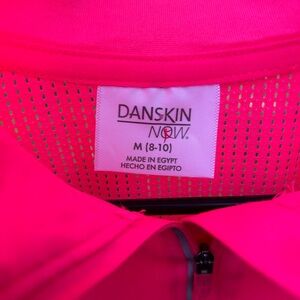 DANSKIN
NOW.
M (8-10)
MADE IN EGYPT
HECHO EN EGIPTO